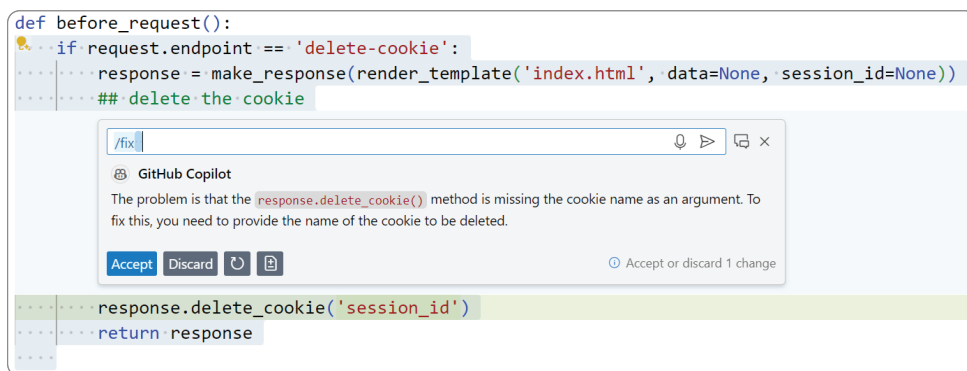 def before_request():
    if request.endpoint == 'delete-cookie':
        response = make_response(render_template('index.html', data=None, session_id=None))
        ## delete the cookie
/fix
GitHub Copilot
The problem is that the response.delete_cookie() method is missing the cookie name as an argument. To
fix this, you need to provide the name of the cookie to be deleted.
Accept Discard Accept or discard 1 change
        response.delete_cookie('session_id')
        return response